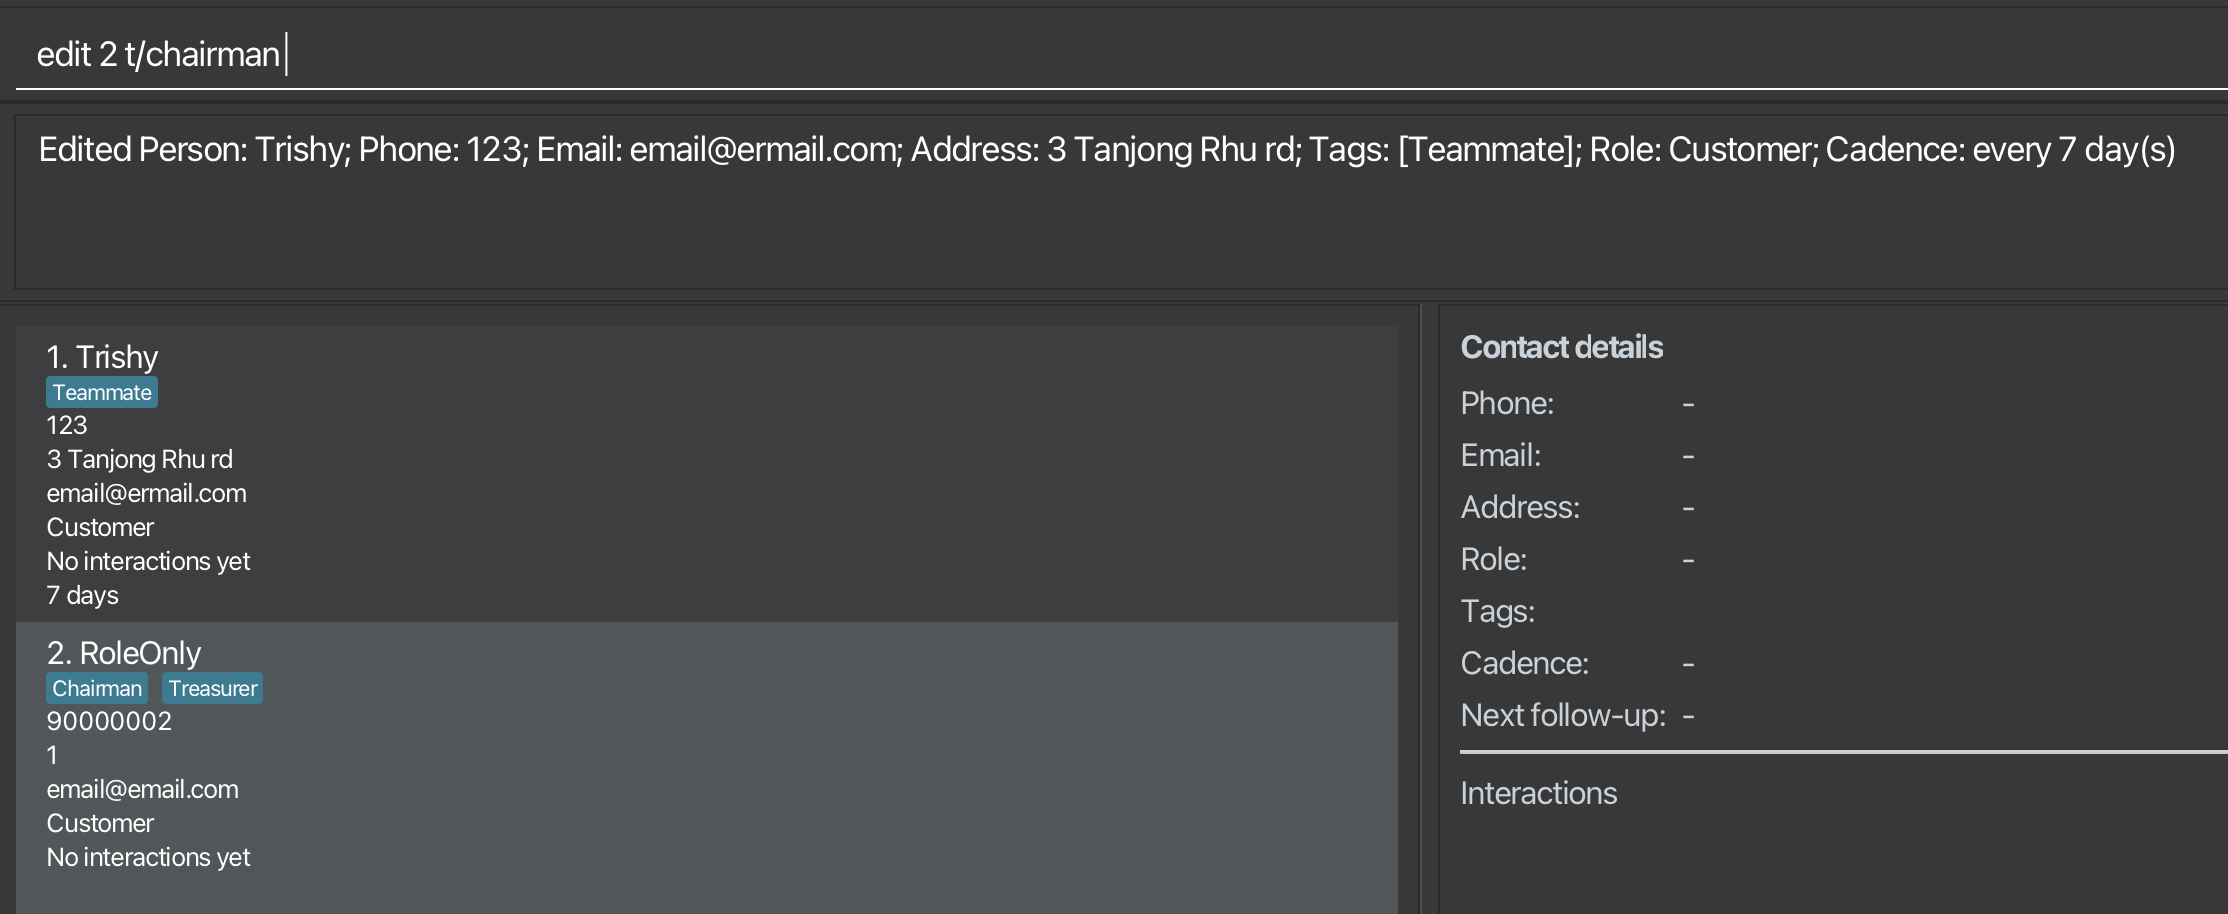 edit 2 t/chairman
Edited Person: Trishy; Phone: 123; Email: email@ermail.com; Address: 3 Tanjong Rhu rd; Tags: [Teammate]; Role: Customer; Cadence: every 7 day(s)
1. Trishy
Teammate
123
3 Tanjong Rhu rd
email@ermail.com
Customer
No interactions yet
7 days
2. RoleOnly
Chairman Treasurer
90000002
1
email@email.com
Customer
No interactions yet
Contact details
Phone: -
Email: -
Address: -
Role: -
Tags:
Cadence: -
Next follow-up: -
Interactions